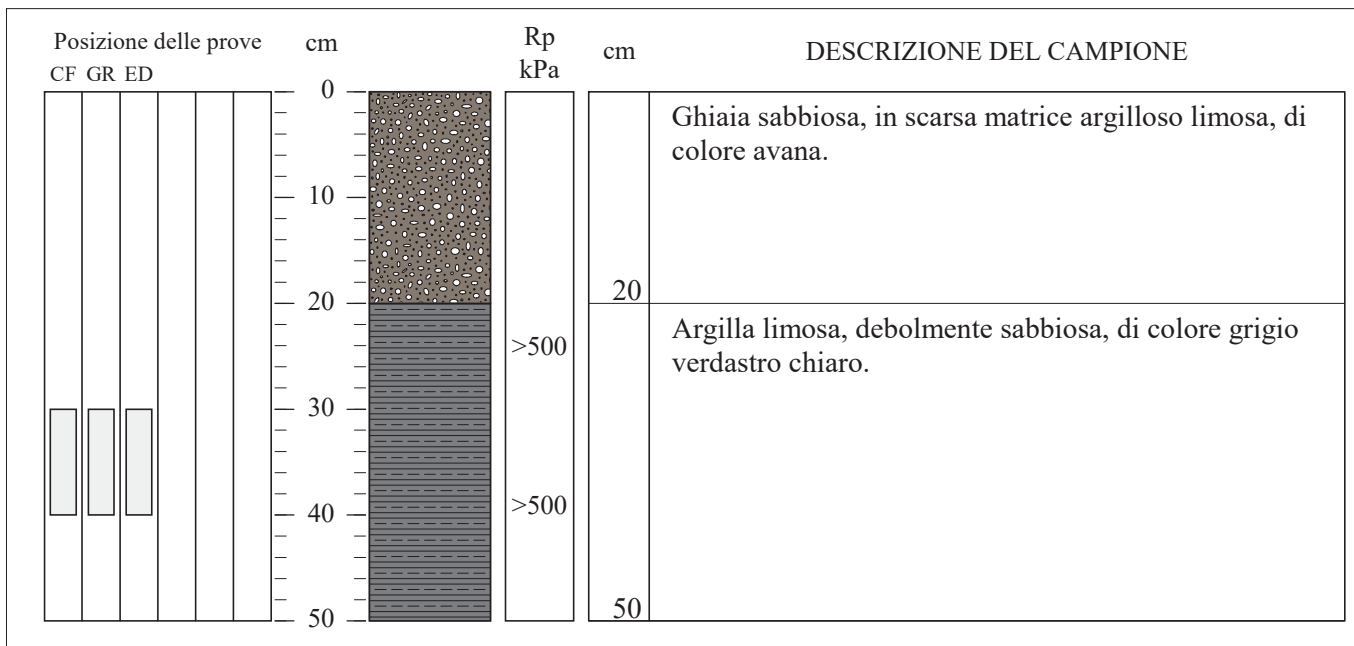 Posizione delle prove
CF GR ED
cm
Rp
kPa
cm
DESCRIZIONE DEL CAMPIONE
0
10
20
30
40
50
>500
>500
20
50
Ghiaia sabbiosa, in scarsa matrice argilloso limosa, di
colore avana.
Argilla limosa, debolmente sabbiosa, di colore grigio
verdastro chiaro.